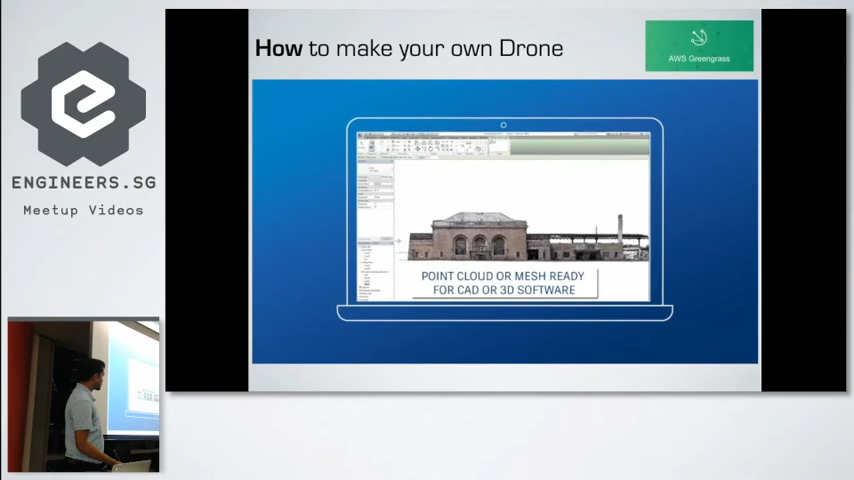 How to make your own Drone
AWS Greengrass
ENGINEERS.SG
Meetup Videos
POINT CLOUD OR MESH READY
FOR CAD OR 3D SOFTWARE